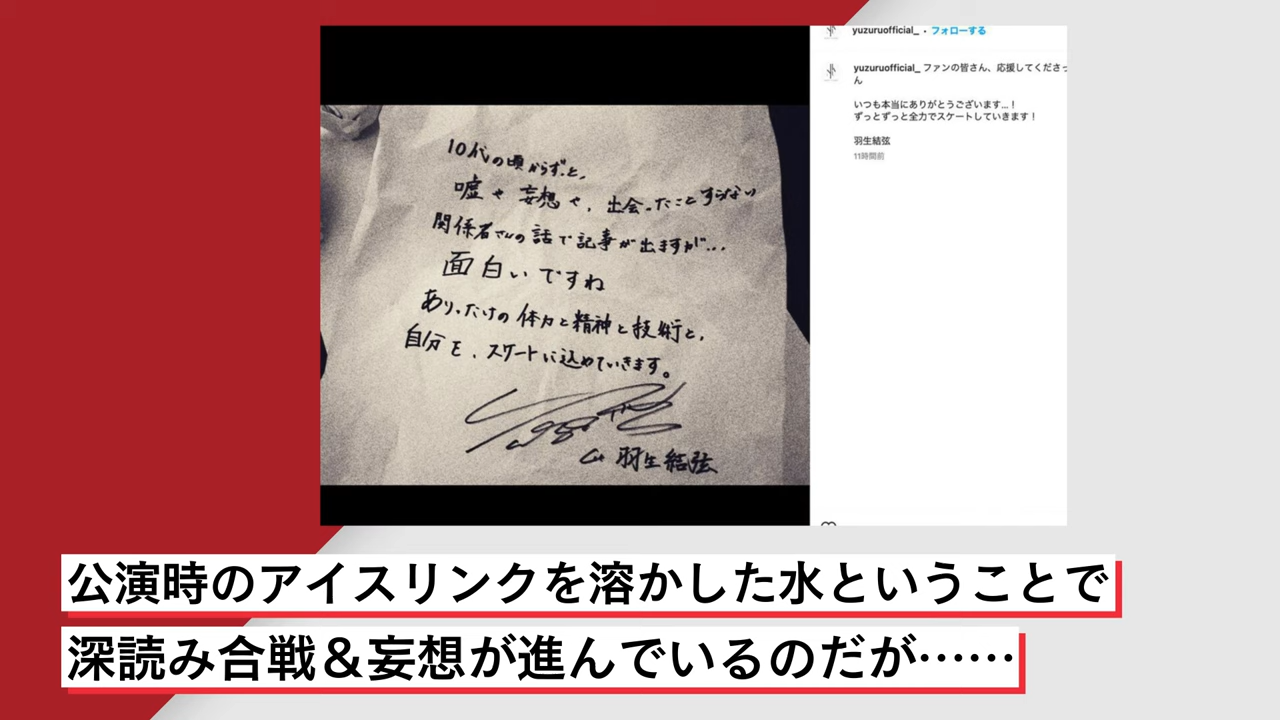 yuzuruofficial_ • フォローする
yuzuruofficial_ ファンの皆さん、応援してくださっ
ん
いつも本当にありがとうございます...！
ずっとずっと全力でスケートしていきます！
羽生結弦
11時間前
10代の頃からずっと、
嘘や妄想や、出会ったことすらない
関係者さんの話で記事が出ますが...
面白いですね
ありったけの体力と精神と技術と、
自分を、スケートに込めていきます。
羽生結弦
公演時のアイスリンクを溶かした水ということで
深読み合戦＆妄想が進んでいるのだが……